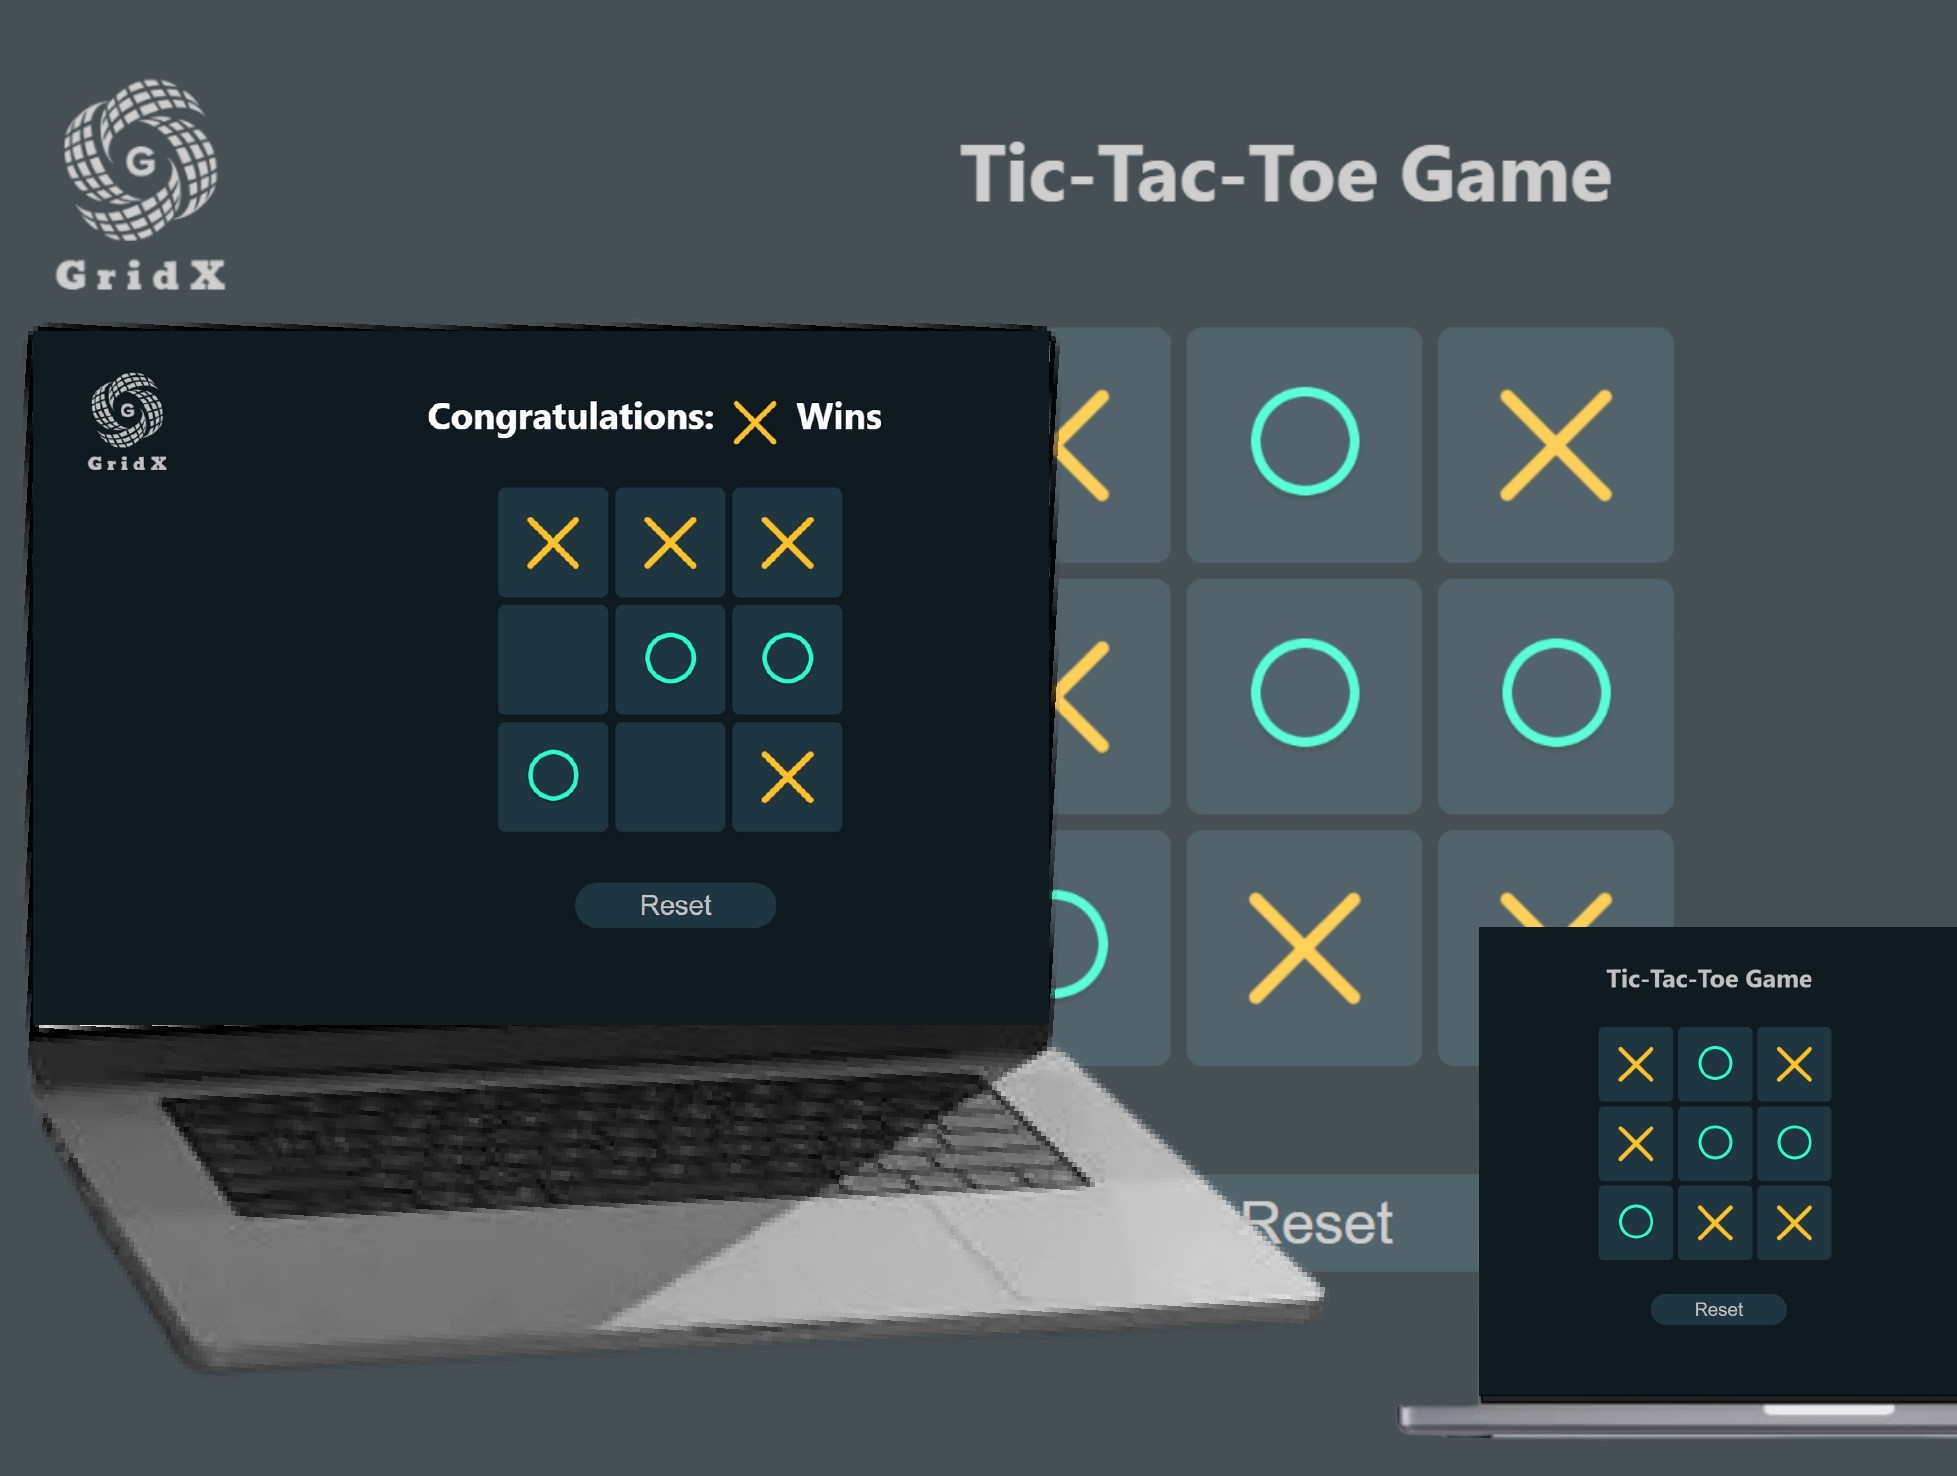 G
GridX
Tic-Tac-Toe Game
G
GridX
Congratulations: X Wins
X X X
O O
O X
Reset
O X
O O
X
Reset
Tic-Tac-Toe Game
X O X
X O O
O X X
Reset